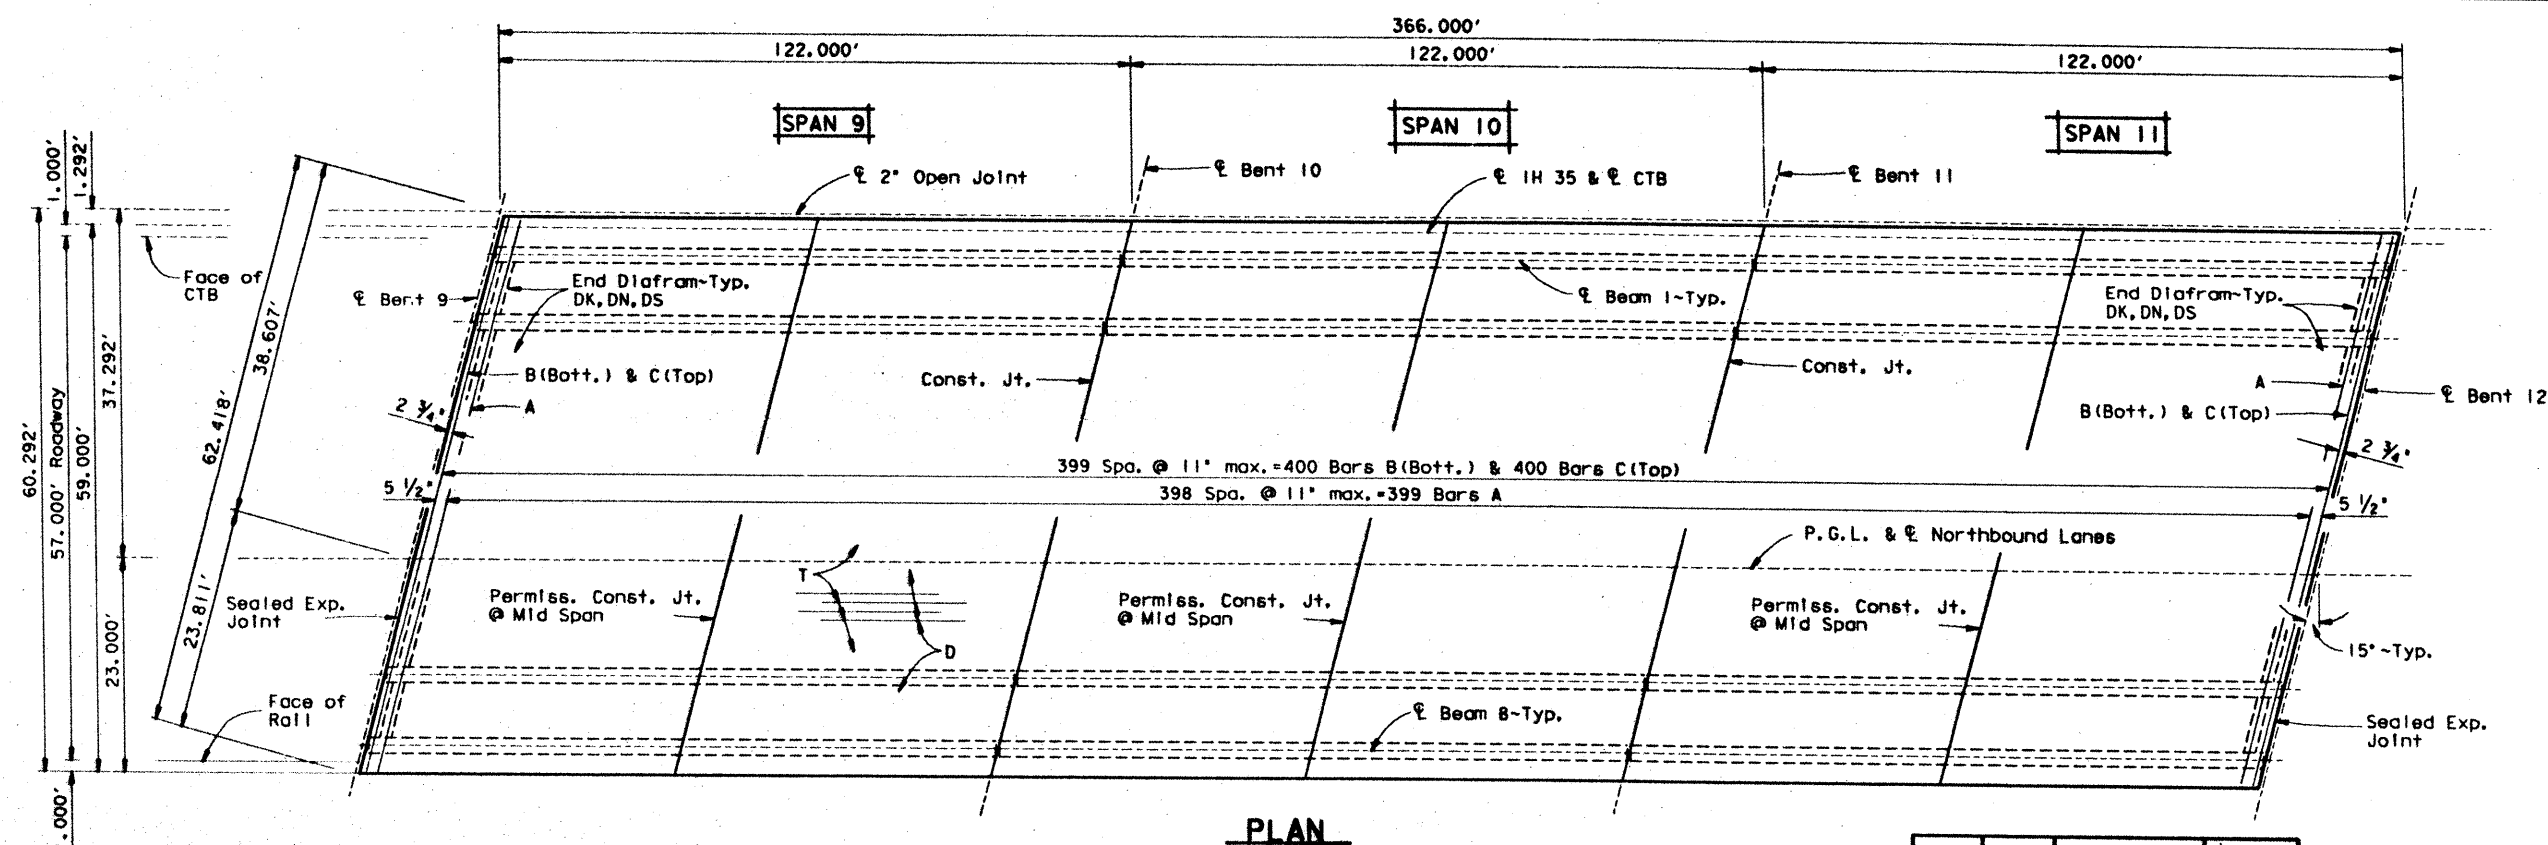 366.000'
122.000'
122.000'
122.000'
SPAN 9
SPAN 10
SPAN 11
1.000'
1.292'
℄ 2" Open Joint
℄ Bent 10
℄ IH 35 & ℄ CTB
℄ Bent 11
Face of
CTB
℄ Bent 9
End Diafram~Typ.
DK,DN,DS
℄ Beam 1~Typ.
End Diafram~Typ.
DK,DN,DS
60.292'
57.000' Roadway
59.000'
37.292'
62.418'
38.607'
B(Bott.) & C(Top)
A
Const. Jt.
Const. Jt.
A
B(Bott.) & C(Top)
℄ Bent 12
2 ¾"
2 ¾"
399 Spa. @ 11" max.=400 Bars B(Bott.) & 400 Bars C(Top)
5 ½"
398 Spa. @ 11" max.=399 Bars A
5 ½"
P.G.L. & ℄ Northbound Lanes
T
D
Permiss. Const. Jt.
@ Mid Span
Permiss. Const. Jt.
@ Mid Span
Permiss. Const. Jt.
@ Mid Span
Sealed Exp.
Joint
23.811'
23.000'
15°~Typ.
Face of
Rail
℄ Beam 8~Typ.
Sealed Exp.
Joint
.000'
PLAN